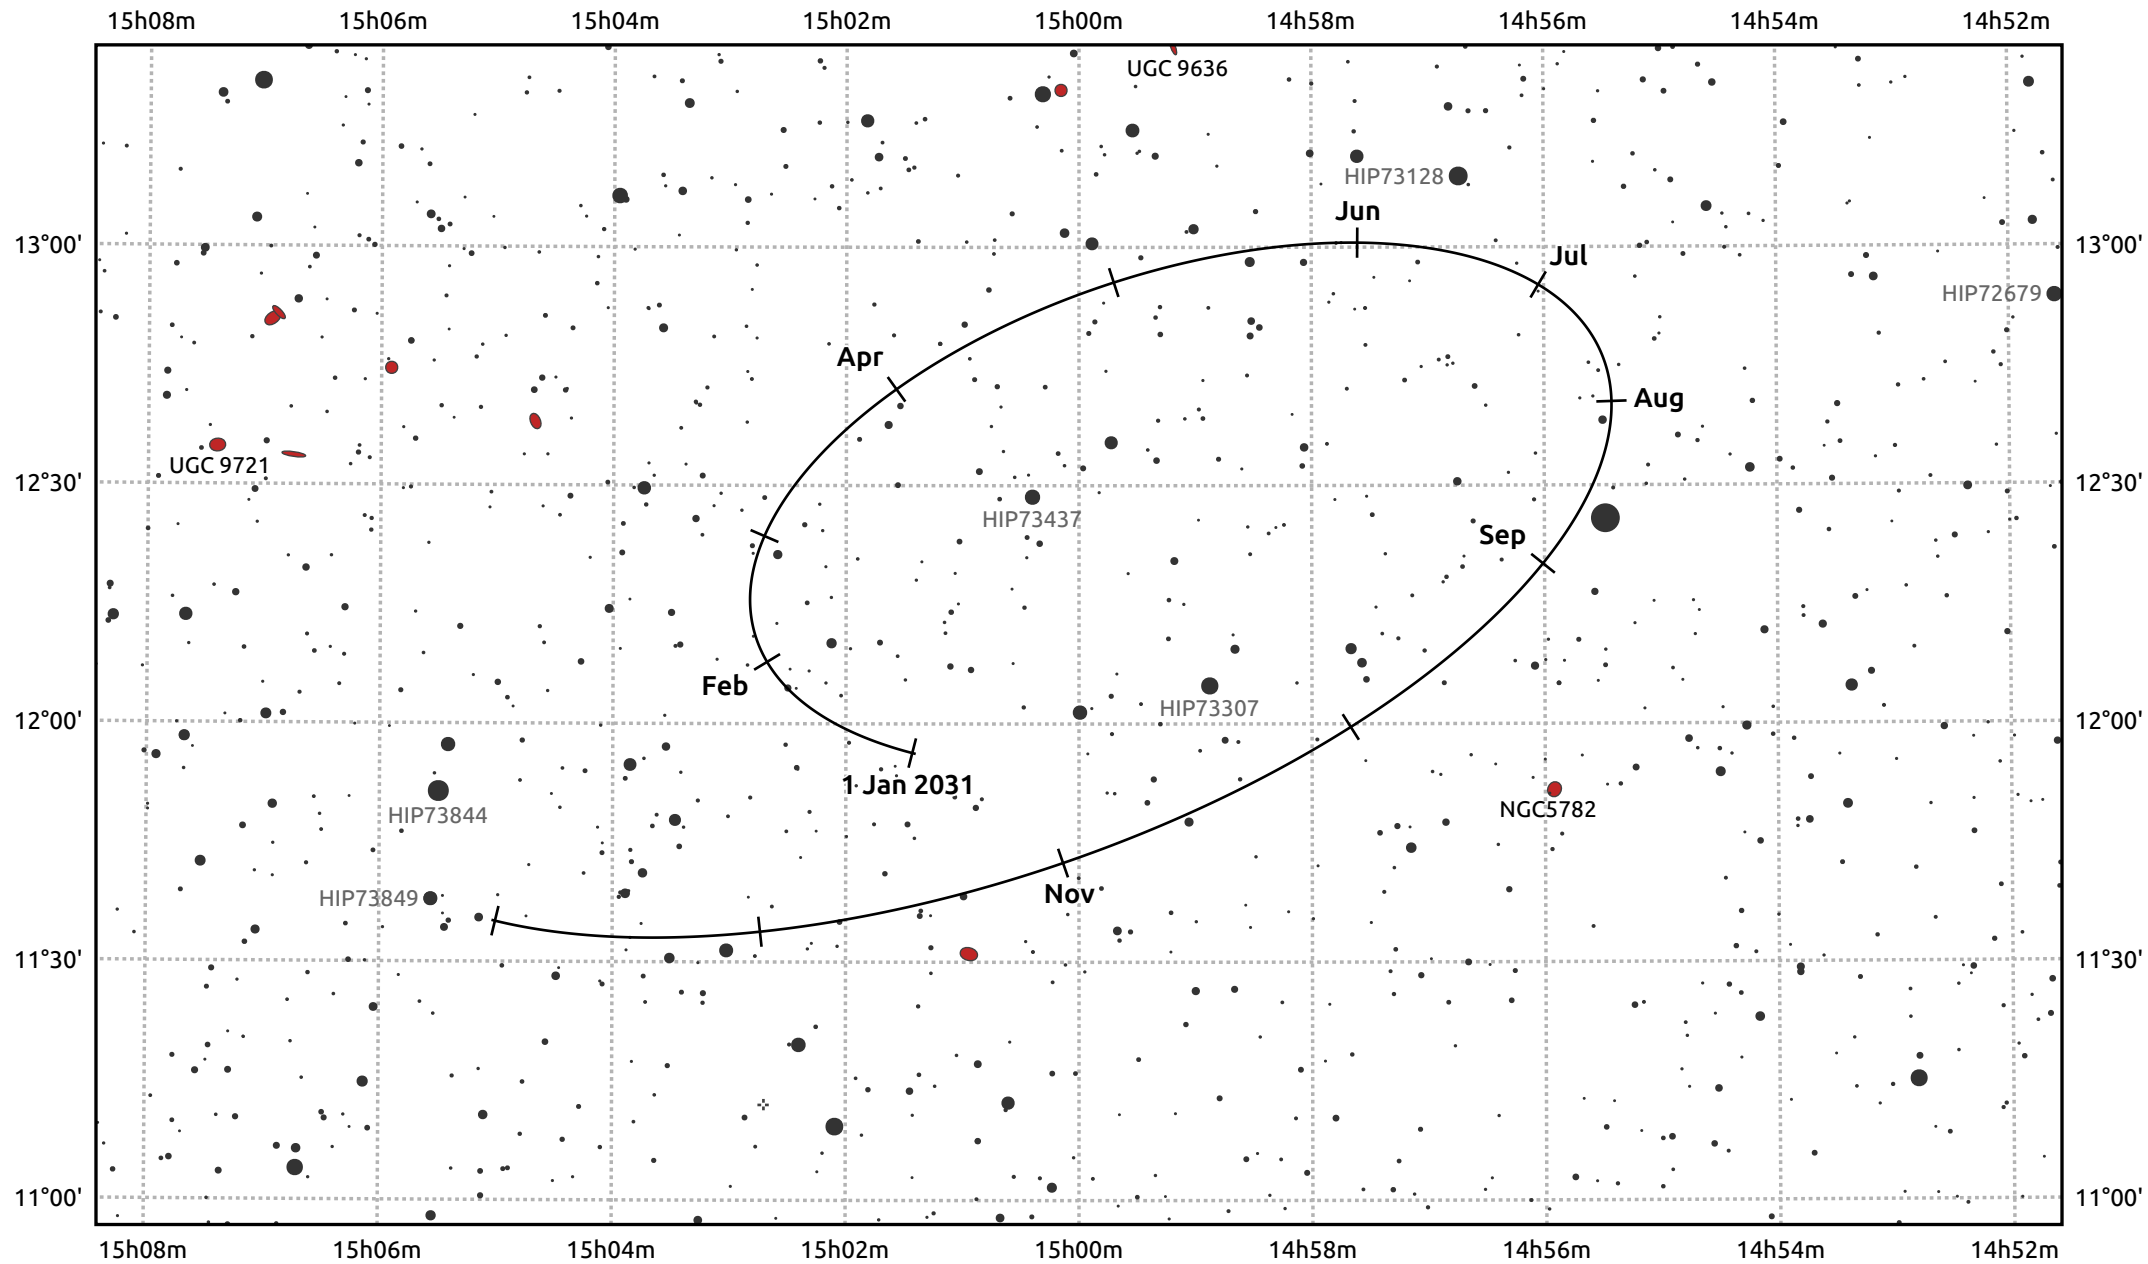 15h08m 15h06m 15h04m 15h02m 15h00m 14h58m 14h56m 14h54m 14h52m
UGC 9636
HIP73128
Jun
13°00' 13°00'
Jul
HIP72679
Apr
Aug
UGC 9721
12°30' 12°30'
HIP73437
Sep
Feb
HIP73307
12°00' 12°00'
1 Jan 2031
HIP73844
NGC5782
Nov
HIP73849
11°30' 11°30'
11°00' 11°00'
15h08m 15h06m 15h04m 15h02m 15h00m 14h58m 14h56m 14h54m 14h52m